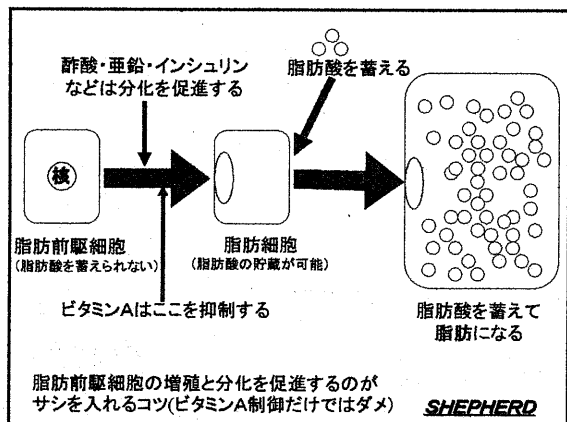 酢酸・亜鉛・インシュリン
などは分化を促進する
脂肪酸を蓄える
核
脂肪前駆細胞
(脂肪酸を蓄えられない)
脂肪細胞
(脂肪酸の貯蔵が可能)
ビタミンAはここを抑制する
脂肪酸を蓄えて
脂肪になる
脂肪前駆細胞の増殖と分化を促進するのが
サシを入れるコツ(ビタミンA制御だけではダメ)
SHEPHERD